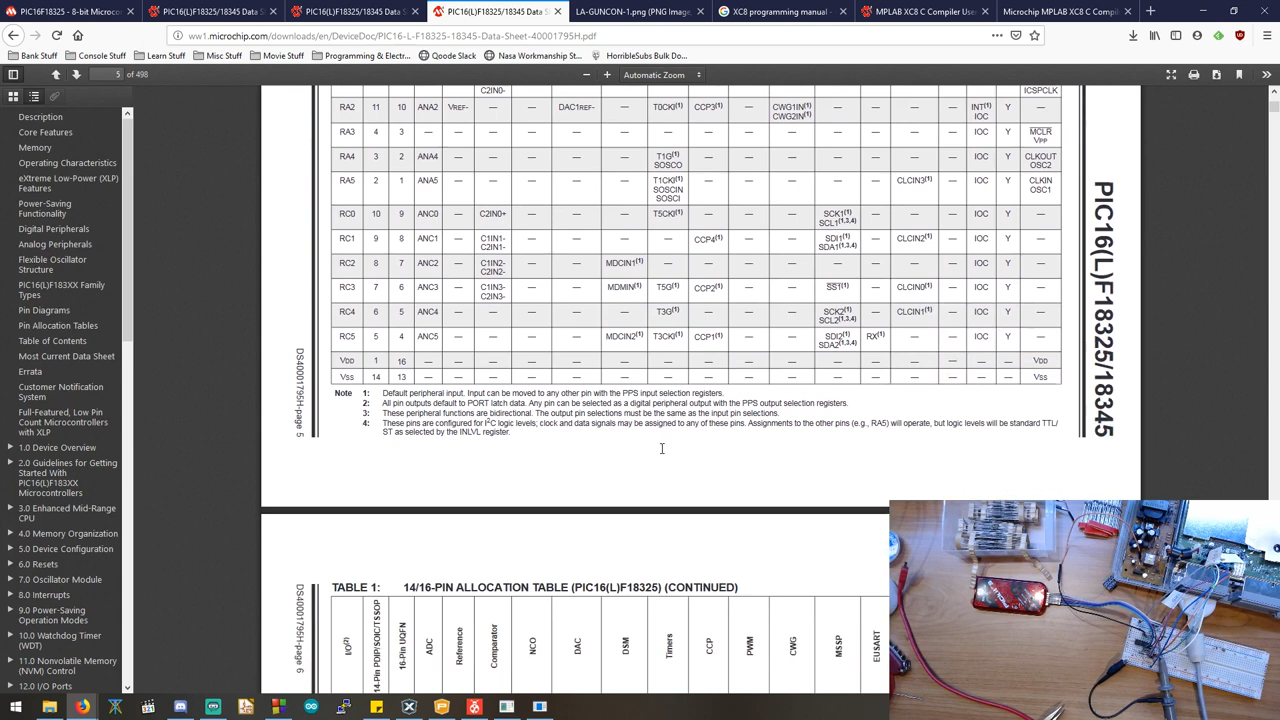 PIC16F18325 - 8-bit Microco
PIC16(L)F18325/18345 Data S
PIC16(L)F18325/18345 Data S
PIC16(L)F18325/18345 Data S
LA-GUNCON-1.png (PNG Image,
XC8 programming manual -
MPLAB XC8 C Compiler User
Microchip MPLAB XC8 C Compi
ww1.microchip.com/downloads/en/DeviceDoc/PIC16-L-F18325-18345-Data-Sheet-40001795H.pdf
Bank Stuff Console Stuff Learn Stuff Misc Stuff Movie Stuff Programming & Electr... Qode Slack Nasa Workmanship St... HorribleSubs Bulk Do...
5 of 498
Automatic Zoom
Description
Core Features
Memory
Operating Characteristics
eXtreme Low-Power (XLP)
Features
Power-Saving
Functionality
Digital Peripherals
Analog Peripherals
Flexible Oscillator
Structure
PIC16(L)F183XX Family
Types
Pin Diagrams
Pin Allocation Tables
Table of Contents
Most Current Data Sheet
Errata
Customer Notification
System
Full-Featured, Low Pin
Count Microcontrollers
with XLP
1.0 Device Overview
2.0 Guidelines for Getting
Started With
PIC16(L)F183XX
Microcontrollers
3.0 Enhanced Mid-Range
CPU
4.0 Memory Organization
5.0 Device Configuration
6.0 Resets
7.0 Oscillator Module
8.0 Interrupts
9.0 Power-Saving
Operation Modes
10.0 Watchdog Timer
(WDT)
11.0 Nonvolatile Memory
(NVM) Control
12.0 I/O Ports
C2IN0- ICSPCLK
RA2 11 10 ANA2 VREF- — — DAC1REF- — T0CKI(1) CCP3(1) — CWG1IN(1) CWG2IN(1) — — — — INT(1) IOC Y —
RA3 4 3 — — — — — — — — — — — — — — IOC Y MCLR VPP
RA4 3 2 ANA4 — — — — — T1G(1) SOSCO — — — — — — — IOC Y CLKOUT OSC2
RA5 2 1 ANA5 — — — — — T1CKI(1) SOSCIN SOSCI — — — — — CLCIN3(1) — IOC Y CLKIN OSC1
RC0 10 9 ANC0 — C2IN0+ — — — T5CKI(1) — — — SCK1(1) SCL1(1,3,4) — — — IOC Y —
RC1 9 8 ANC1 — C1IN1- C2IN1- — — — — CCP4(1) — — SDI1(1) SDA1(1,3,4) — CLCIN2(1) — IOC Y —
RC2 8 7 ANC2 — C1IN2- C2IN2- — — MDCIN1(1) — — — — — — — — IOC Y —
RC3 7 6 ANC3 — C1IN3- C2IN3- — — MDMIN(1) T5G(1) CCP2(1) — — SS1(1) — CLCIN0(1) — IOC Y —
RC4 6 5 ANC4 — — — — — T3G(1) — — — SCK2(1) SCL2(1,3,4) — CLCIN1(1) — IOC Y —
RC5 5 4 ANC5 — — — — MDCIN2(1) T3CKI(1) CCP1(1) — — SDI2(1) SDA2(1,3,4) RX(1) — — IOC Y —
VDD 1 16 — — — — — — — — — — — — — — — — VDD
VSS 14 13 — — — — — — — — — — — — — — — — VSS
Note 1: Default peripheral input. Input can be moved to any other pin with the PPS input selection registers.
2: All pin outputs default to PORT latch data. Any pin can be selected as a digital peripheral output with the PPS output selection registers.
3: These peripheral functions are bidirectional. The output pin selections must be the same as the input pin selections.
4: These pins are configured for I2C logic levels; clock and data signals may be assigned to any of these pins. Assignments to the other pins (e.g., RA5) will operate, but logic levels will be standard TTL/
ST as selected by the INLVL register.
DS40001795H-page 5
PIC16(L)F18325/18345
TABLE 1: 14/16-PIN ALLOCATION TABLE (PIC16(L)F18325) (CONTINUED)
DS40001795H-page 6
I/O(2) 14-Pin PDIP/SOIC/TSSOP 16-Pin UQFN ADC Reference Comparator NCO DAC DSM Timers CCP PWM CWG MSSP EUSART